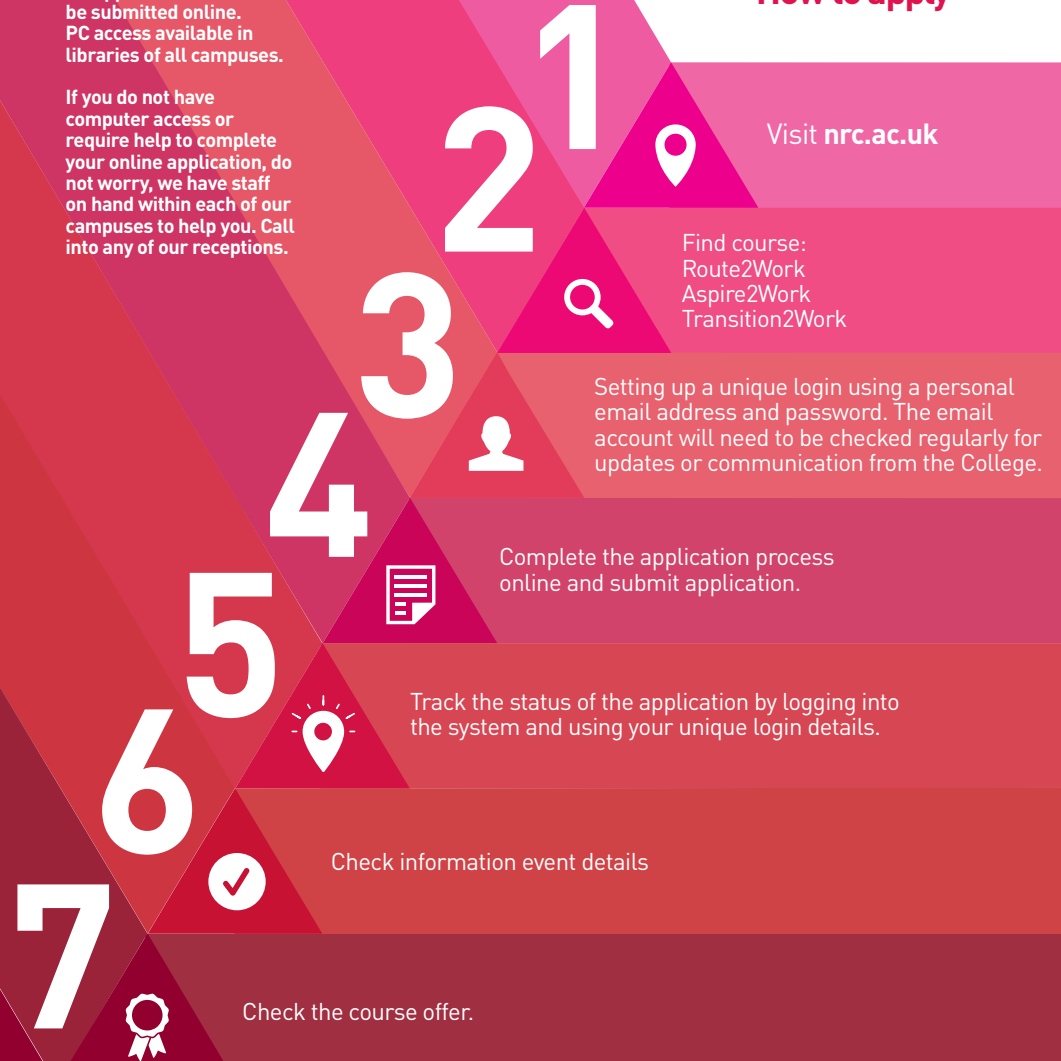 How to apply
be submitted online.
PC access available in
libraries of all campuses.
If you do not have
computer access or
require help to complete
your online application, do
not worry, we have staff
on hand within each of our
campuses to help you. Call
into any of our receptions.
1
Visit nrc.ac.uk
2
Find course:
Route2Work
Aspire2Work
Transition2Work
3
Setting up a unique login using a personal
email address and password. The email
account will need to be checked regularly for
updates or communication from the College.
4
Complete the application process
online and submit application.
5
Track the status of the application by logging into
the system and using your unique login details.
6
Check information event details
7
Check the course offer.